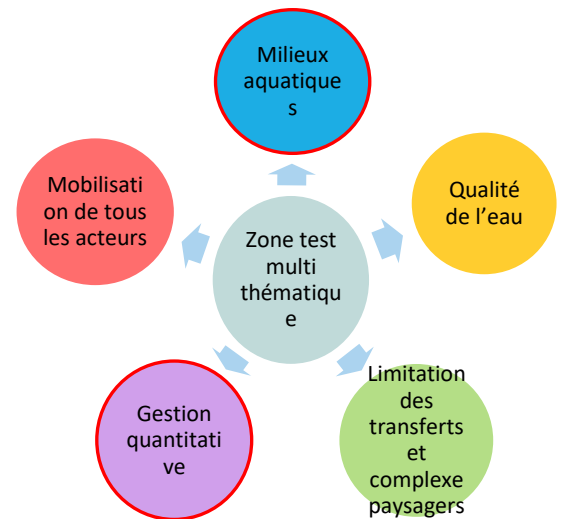 Milieux
aquatique
s
Mobilisati
on de tous
les acteurs
Qualité
de l'eau
Zone test
multi
thématiqu
e
Gestion
quantitati
ve
Limitation
des
transferts
et
complexe
paysagers